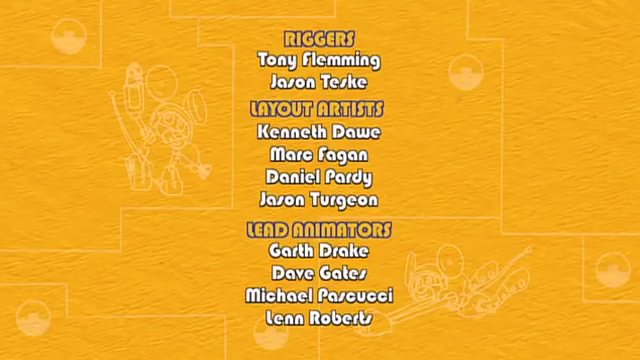 RIGGERS
Tony Flemming
Jason Teske
LAYOUT ARTISTS
Kenneth Dawe
Marc Fagan
Daniel Pardy
Jason Turgeon
LEAD ANIMATORS
Garth Drake
Dave Gates
Michael Pascucci
Lenn Roberts